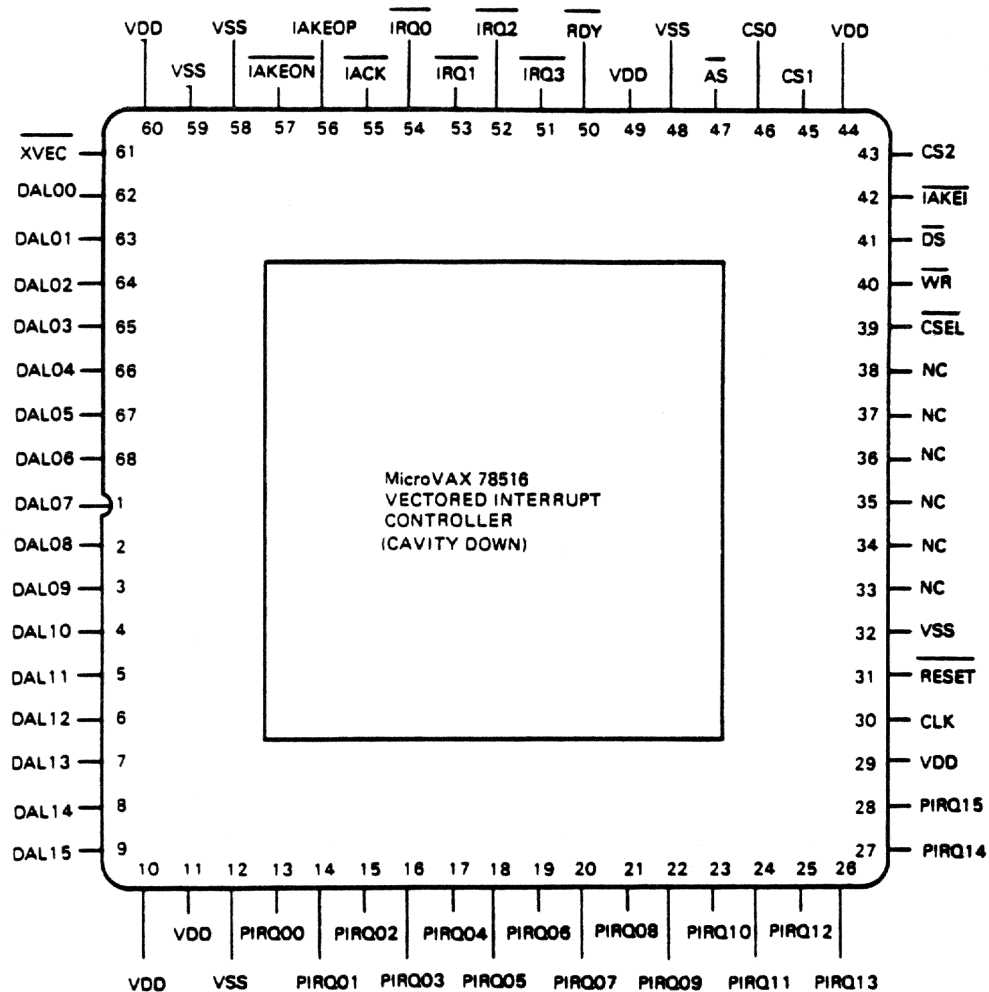 VDD VSS IAKEOP IRQ0 IRQ2 RDY VSS CS0 VDD
VSS IAKEON IACK IRQ1 IRQ3 VDD AS CS1
60 59 58 57 56 55 54 53 52 51 50 49 48 47 46 45 44
XVEC 61 43 CS2
DAL00 62 42 IAKEI
DAL01 63 41 DS
DAL02 64 40 WR
DAL03 65 39 CSEL
DAL04 66 38 NC
DAL05 67 37 NC
DAL06 68 36 NC
MicroVAX 78516
VECTORED INTERRUPT
CONTROLLER
(CAVITY DOWN)
DAL07 1 35 NC
DAL08 2 34 NC
DAL09 3 33 NC
DAL10 4 32 VSS
DAL11 5 31 RESET
DAL12 6 30 CLK
DAL13 7 29 VDD
DAL14 8 28 PIRQ15
DAL15 9 27 PIRQ14
10 11 12 13 14 15 16 17 18 19 20 21 22 23 24 25 26
VDD PIRQ00 PIRQ02 PIRQ04 PIRQ06 PIRQ08 PIRQ10 PIRQ12
VDD VSS PIRQ01 PIRQ03 PIRQ05 PIRQ07 PIRQ09 PIRQ11 PIRQ13